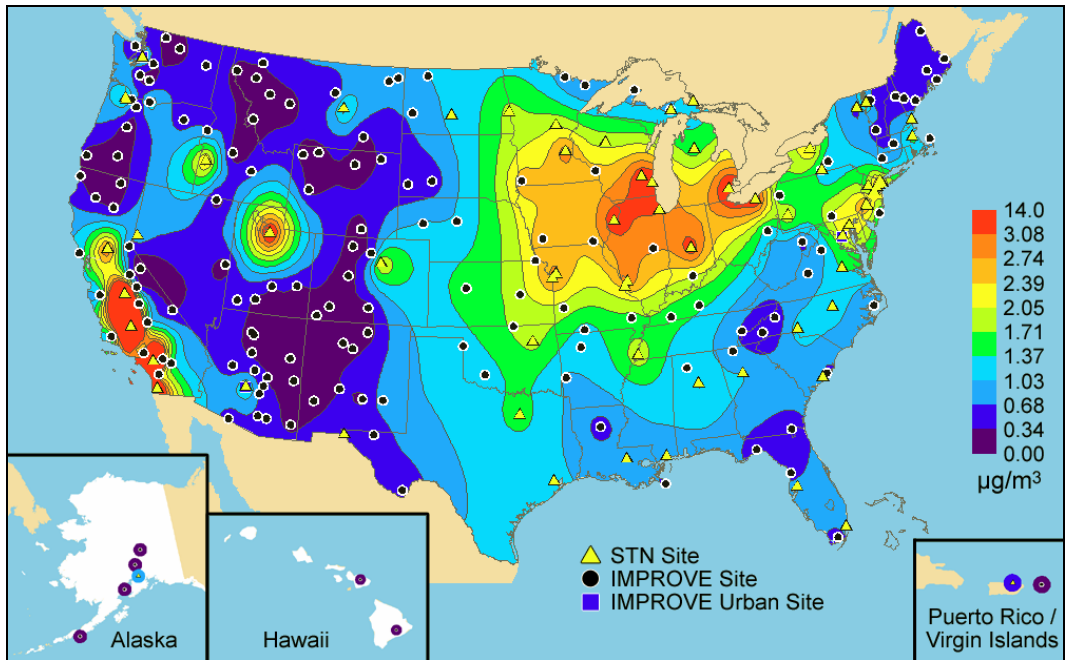 14.0
3.08
2.74
2.39
2.05
1.71
1.37
1.03
0.68
0.34
0.00
µg/m³
STN Site
IMPROVE Site
IMPROVE Urban Site
Alaska
Hawaii
Puerto Rico /
Virgin Islands